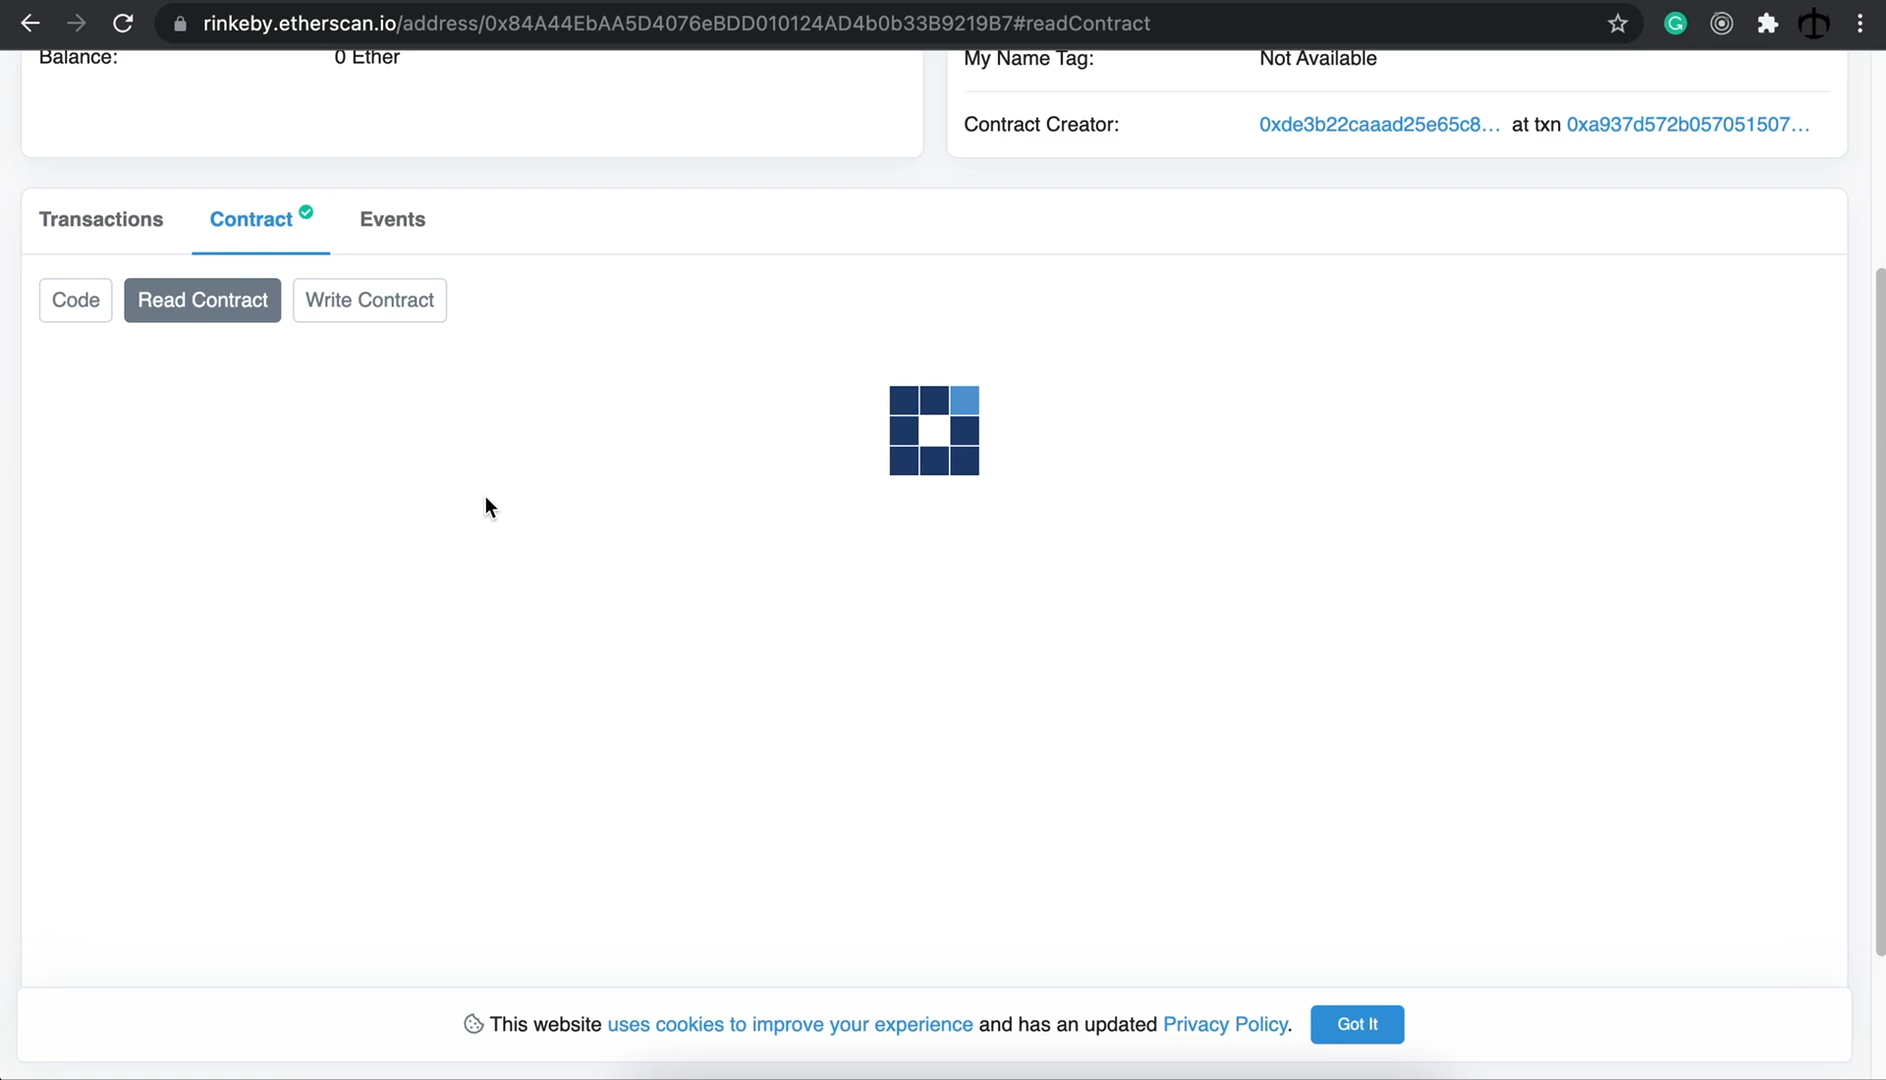 rinkeby.etherscan.io/address/0x84A44EbAA5D4076eBDD010124AD4b0b33B9219B7#readContract
Balance: 0 Ether
My Name Tag: Not Available
Contract Creator: 0xde3b22caaad25e65c8... at txn 0xa937d572b057051507...
Transactions Contract Events
Code Read Contract Write Contract
This website uses cookies to improve your experience and has an updated Privacy Policy. Got It